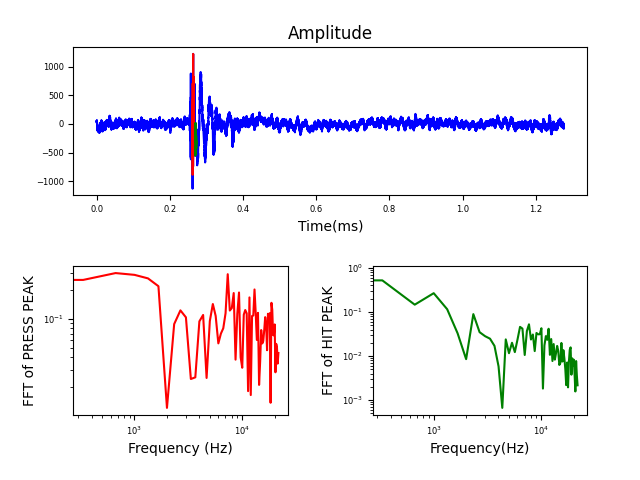 Amplitude
1000
500
0
−500
−1000
0.0 0.2 0.4 0.6 0.8 1.0 1.2
Time(ms)
FFT of PRESS PEAK
10⁻¹
10³ 10⁴
Frequency (Hz)
FFT of HIT PEAK
10⁰
10⁻¹
10⁻²
10⁻³
10³ 10⁴
Frequency(Hz)